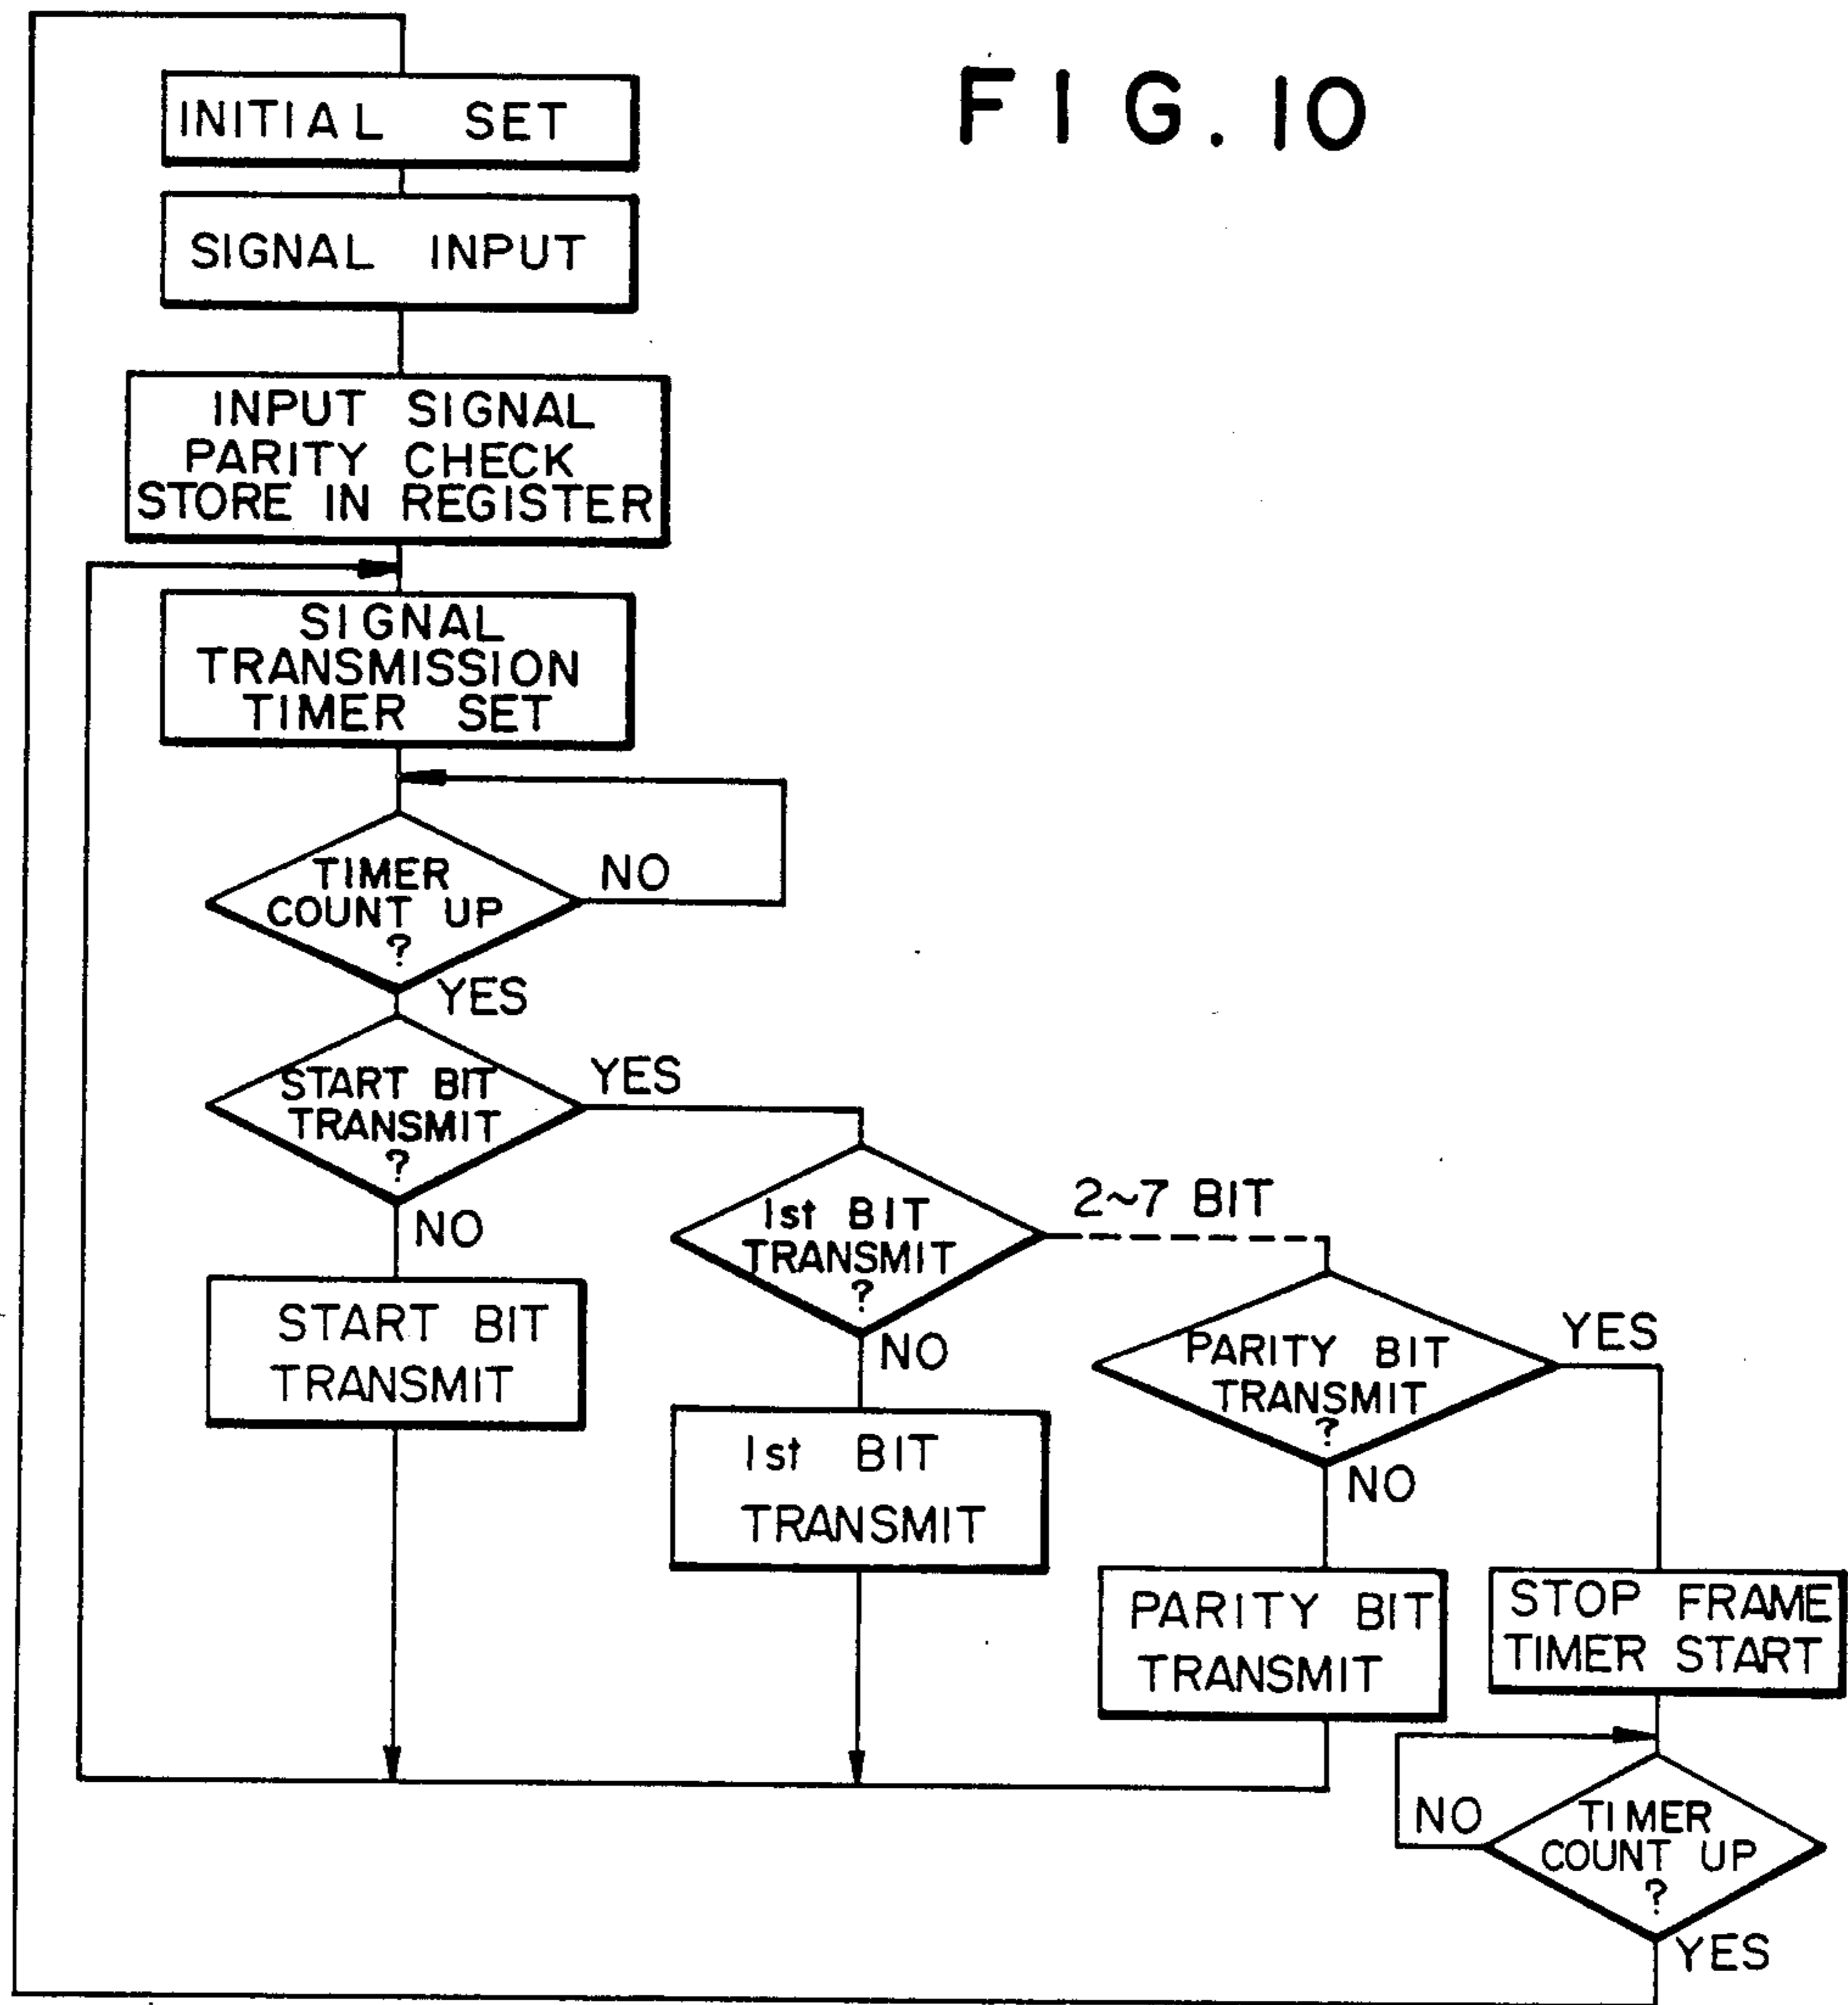 FIG. 10
INITIAL SET
SIGNAL INPUT
INPUT SIGNAL
PARITY CHECK
STORE IN REGISTER
SIGNAL
TRANSMISSION
TIMER SET
TIMER
COUNT UP
?
NO
YES
START BIT
TRANSMIT
?
YES
NO
START BIT
TRANSMIT
1st BIT
TRANSMIT
?
2~7 BIT
NO
1st BIT
TRANSMIT
PARITY BIT
TRANSMIT
?
YES
NO
PARITY BIT
TRANSMIT
STOP FRAME
TIMER START
TIMER
COUNT UP
?
NO
YES